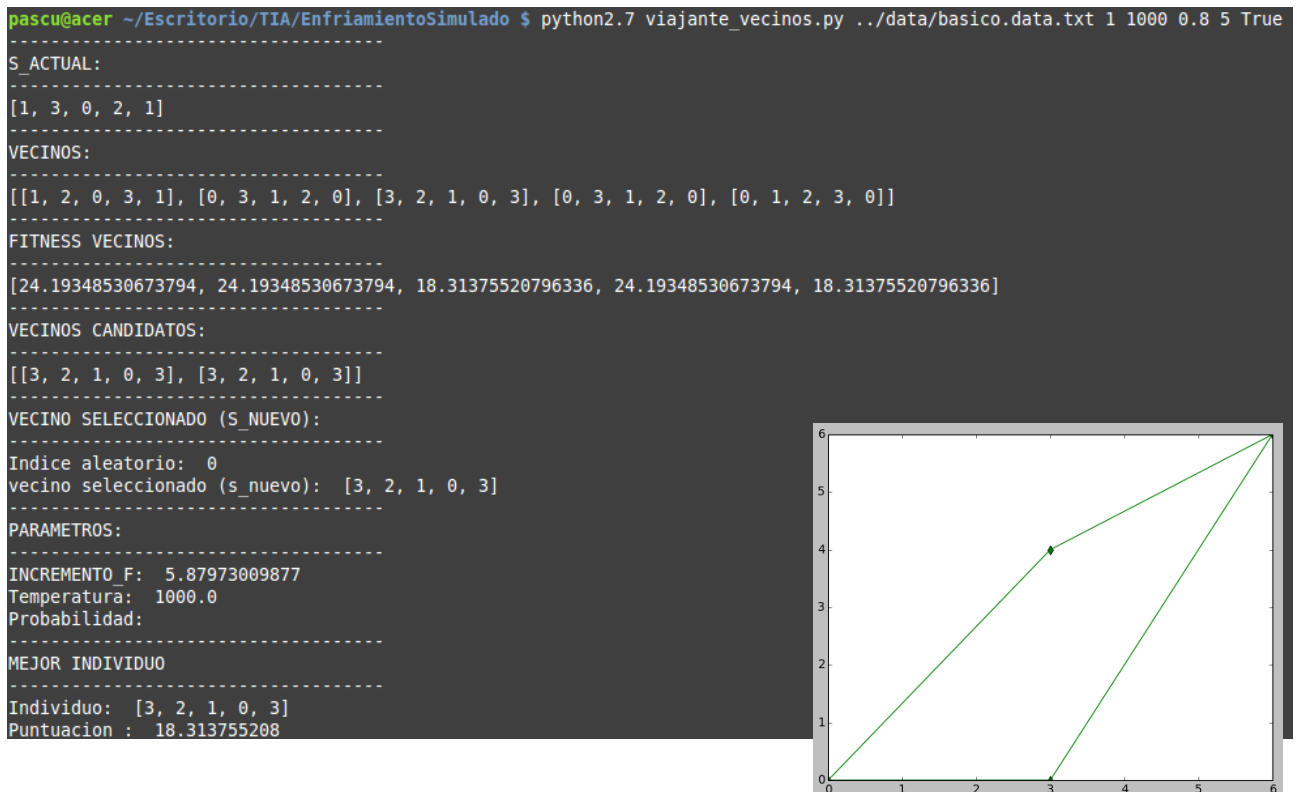 pascu@acer ~/Escritorio/TIA/EnfriamientoSimulado $ python2.7 viajante_vecinos.py ../data/basico.data.txt 1 1000 0.8 5 True
-----------------------------------
S_ACTUAL:
-----------------------------------
[1, 3, 0, 2, 1]
-----------------------------------
VECINOS:
-----------------------------------
[[1, 2, 0, 3, 1], [0, 3, 1, 2, 0], [3, 2, 1, 0, 3], [0, 3, 1, 2, 0], [0, 1, 2, 3, 0]]
-----------------------------------
FITNESS VECINOS:
-----------------------------------
[24.19348530673794, 24.19348530673794, 18.31375520796336, 24.19348530673794, 18.31375520796336]
-----------------------------------
VECINOS CANDIDATOS:
-----------------------------------
[[3, 2, 1, 0, 3], [3, 2, 1, 0, 3]]
-----------------------------------
VECINO SELECCIONADO (S_NUEVO):
-----------------------------------
Indice aleatorio:  0
vecino seleccionado (s_nuevo):  [3, 2, 1, 0, 3]
-----------------------------------
PARAMETROS:
-----------------------------------
INCREMENTO_F:  5.87973009877
Temperatura:  1000.0
Probabilidad:
-----------------------------------
MEJOR INDIVIDUO
-----------------------------------
Individuo:  [3, 2, 1, 0, 3]
Puntuacion :  18.313755208
6
5
4
3
2
1
0
0 1 2 3 4 5 6